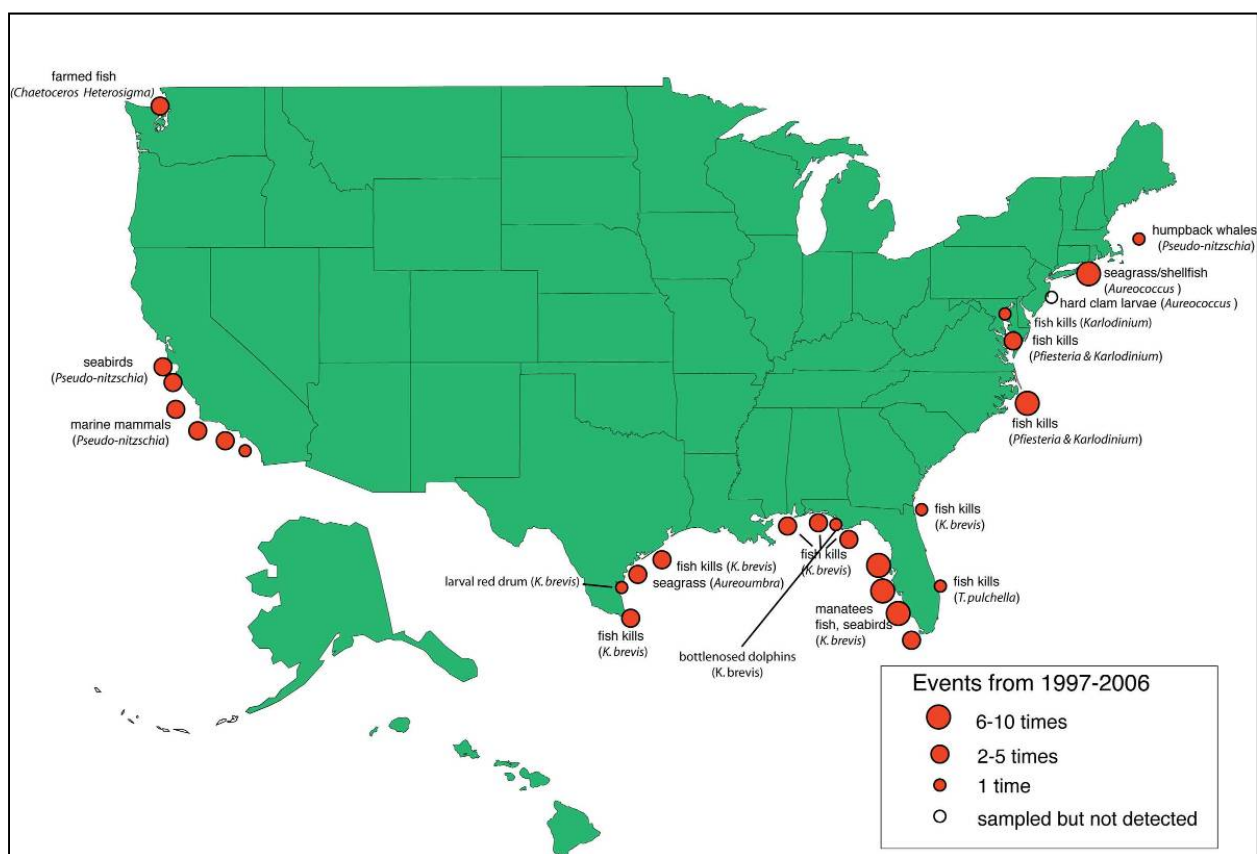 farmed fish
(Chaetoceros Heterosigma)
humpback whales
(Pseudo-nitzschia)
seagrass/shellfish
(Aureococcus )
hard clam larvae (Aureococcus )
fish kills (Karlodinium)
fish kills
(Pfiesteria & Karlodinium)
seabirds
(Pseudo-nitzschia)
marine mammals
(Pseudo-nitzschia)
fish kills
(Pfiesteria & Karlodinium)
fish kills
(K. brevis)
fish kills
(K. brevis)
fish kills (K. brevis)
seagrass (Aureoumbra)
larval red drum (K. brevis)
fish kills
(T. pulchella)
manatees
fish, seabirds
(K. brevis)
fish kills
(K. brevis)
bottlenosed dolphins
(K. brevis)
Events from 1997-2006
6-10 times
2-5 times
1 time
sampled but not detected